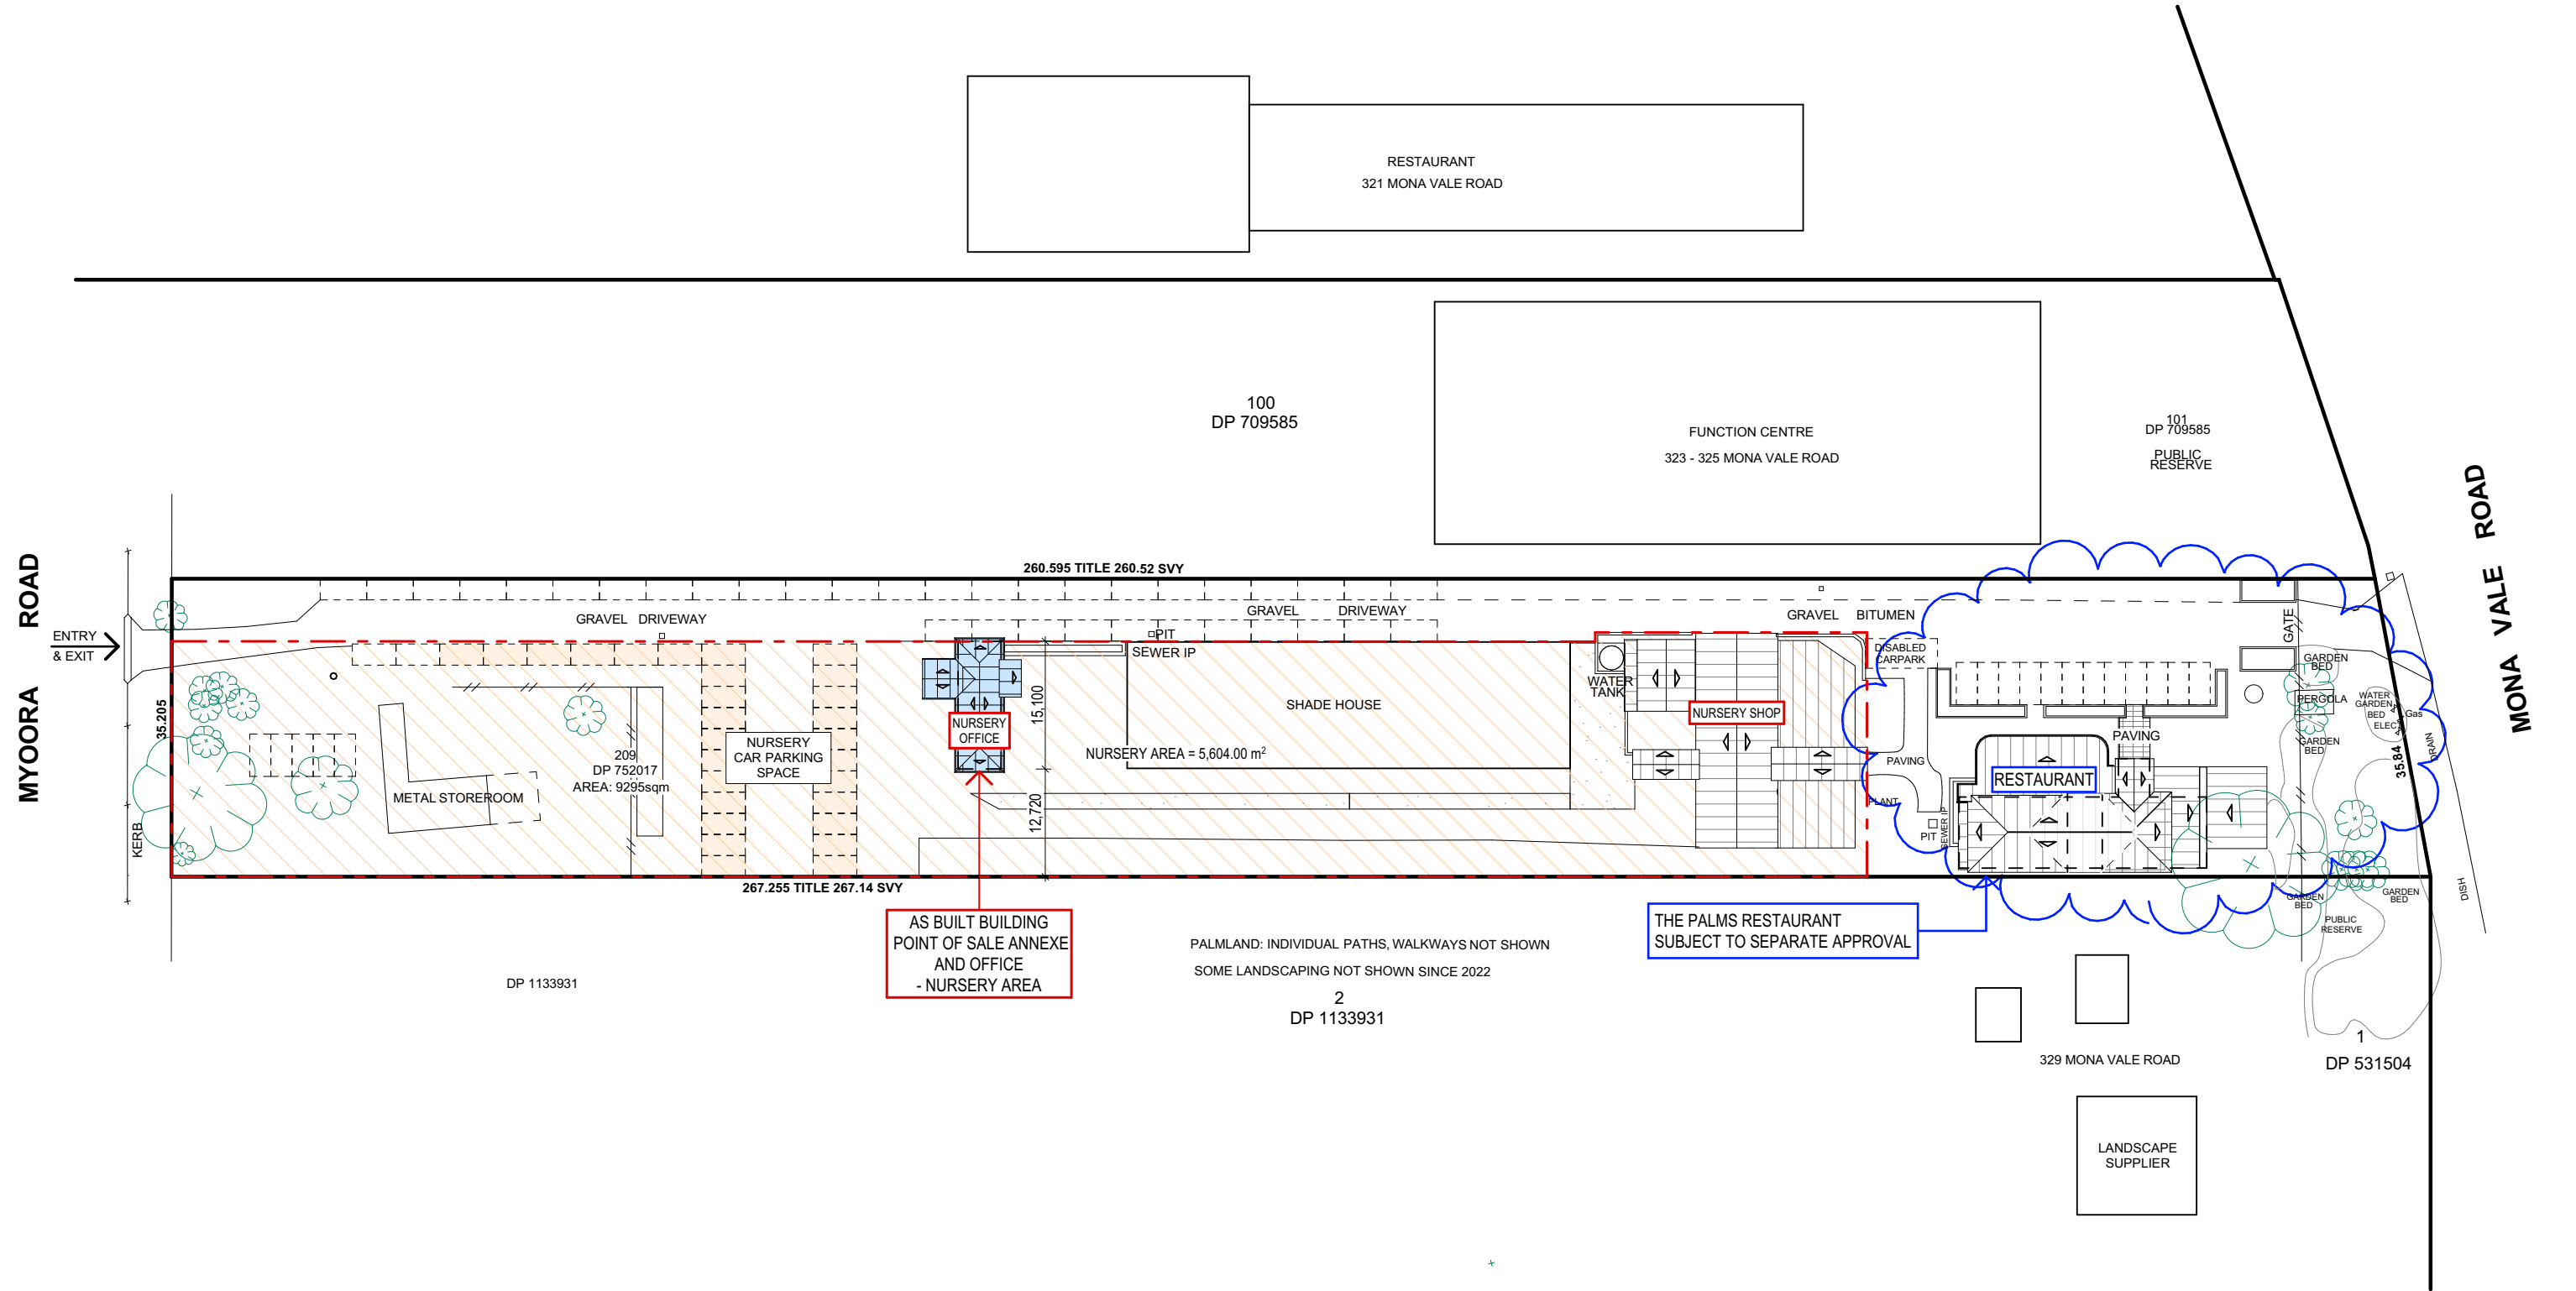 RESTAURANT
321 MONA VALE ROAD
100
DP 709585
FUNCTION CENTRE
323 - 325 MONA VALE ROAD
101
DP 709585
PUBLIC
RESERVE
MONA VALE ROAD
MYOORA ROAD
ENTRY
& EXIT
KERB
35.205
260.595 TITLE 260.52 SVY
GRAVEL DRIVEWAY
GRAVEL DRIVEWAY
GRAVEL BITUMEN
PIT
SEWER IP
METAL STOREROOM
209
DP 752017
AREA: 9295sqm
NURSERY
CAR PARKING
SPACE
NURSERY
OFFICE
15,100
12,720
SHADE HOUSE
NURSERY AREA = 5,604.00 m²
WATER
TANK
NURSERY SHOP
DISABLED
CARPARK
PAVING
PLANT
PIT
SEWER IP
RESTAURANT
PAVING
GATE
GARDEN
BED
PERGOLA
GARDEN
BED
WATER
GARDEN
BED
ELEC
Gas
DRAIN
35.84
DISH
GARDEN
BED
GARDEN
BED
PUBLIC
RESERVE
267.255 TITLE 267.14 SVY
AS BUILT BUILDING
POINT OF SALE ANNEXE
AND OFFICE
- NURSERY AREA
PALMLAND: INDIVIDUAL PATHS, WALKWAYS NOT SHOWN
SOME LANDSCAPING NOT SHOWN SINCE 2022
2
DP 1133931
DP 1133931
THE PALMS RESTAURANT
SUBJECT TO SEPARATE APPROVAL
329 MONA VALE ROAD
1
DP 531504
LANDSCAPE
SUPPLIER